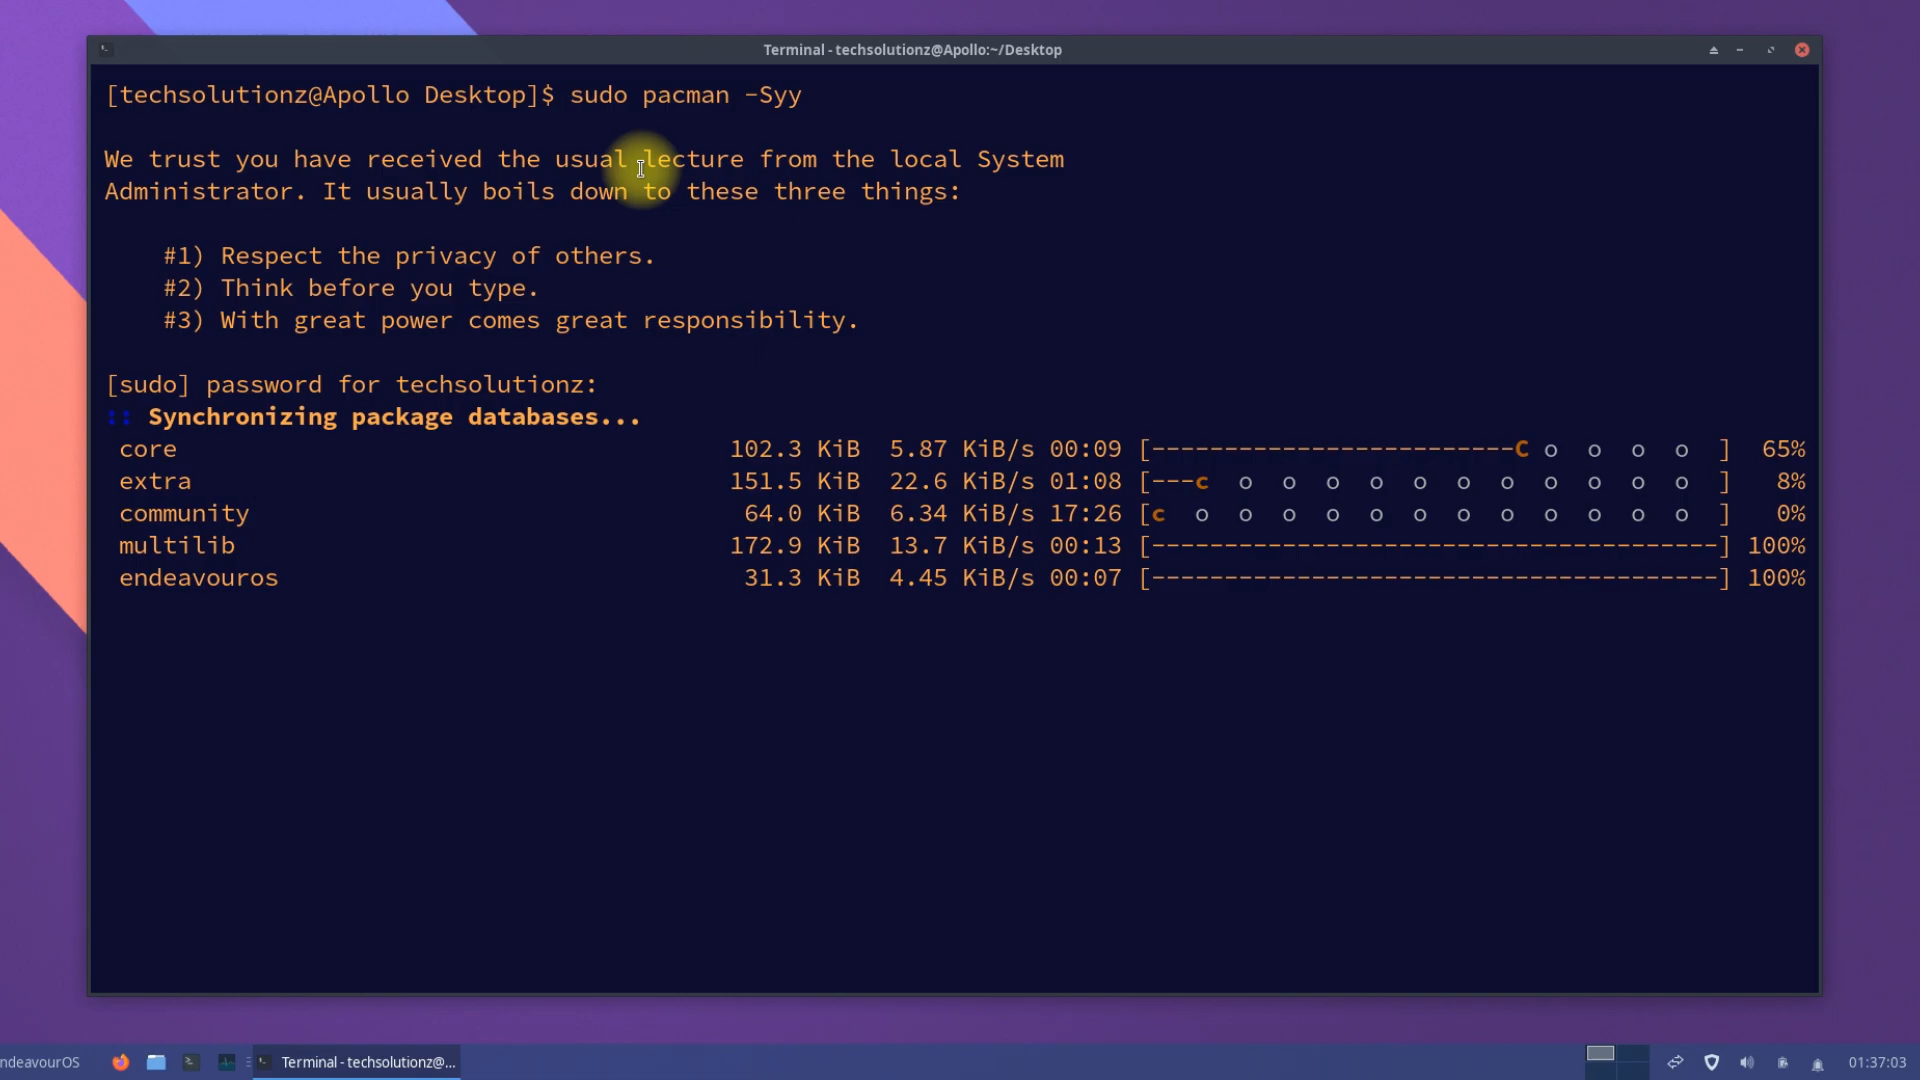 Terminal - techsolutionz@Apollo:~/Desktop
[techsolutionz@Apollo Desktop]$ sudo pacman -Syy
We trust you have received the usual lecture from the local System
Administrator. It usually boils down to these three things:
#1) Respect the privacy of others.
#2) Think before you type.
#3) With great power comes great responsibility.
[sudo] password for techsolutionz:
:: Synchronizing package databases...
core 102.3 KiB 5.87 KiB/s 00:09 [-------------------------C o o o o ] 65%
extra 151.5 KiB 22.6 KiB/s 01:08 [---c o o o o o o o o o o o ] 8%
community 64.0 KiB 6.34 KiB/s 17:26 [c o o o o o o o o o o o o ] 0%
multilib 172.9 KiB 13.7 KiB/s 00:13 [---------------------------------------] 100%
endeavouros 31.3 KiB 4.45 KiB/s 00:07 [---------------------------------------] 100%
ndeavourOS
Terminal - techsolutionz@...
01:37:03